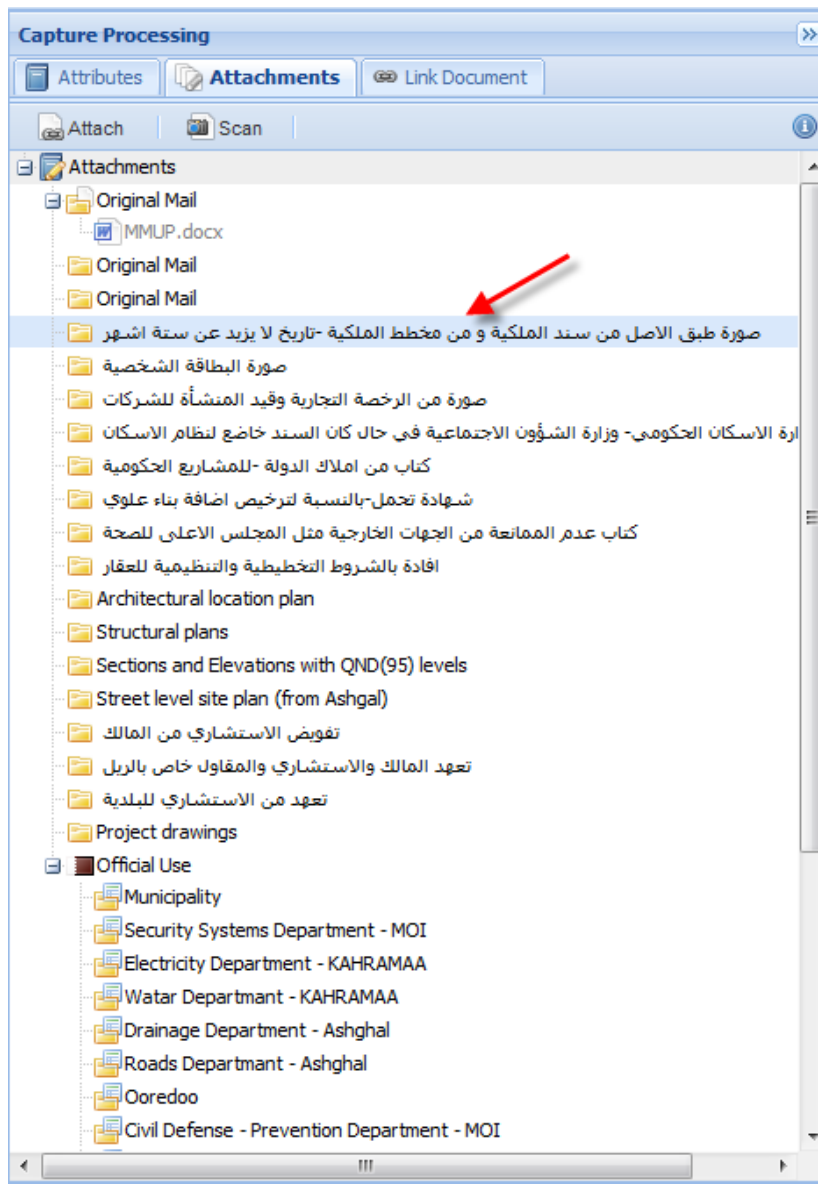 Capture Processing
Attributes Attachments Link Document
Attach Scan
Attachments
Original Mail
MMUP.docx
Original Mail
Original Mail
صورة طبق الاصل من سند الملكية و من مخطط الملكية -تاريخ لا يزيد عن ستة اشهر
صورة البطاقة الشخصية
صورة من الرخصة التجارية وقيد المنشأة للشركات
ارة الاسكان الحكومي- وزارة الشؤون الاجتماعية في حال كان السند خاضع لنظام الاسكان
كتاب من املاك الدولة -للمشاريع الحكومية
شهادة تحمل-بالنسبة لترخيص اضافة بناء علوي
كتاب عدم الممانعة من الجهات الخارجية مثل المجلس الاعلى للصحة
افادة بالشروط التخطيطية والتنظيمية للعقار
Architectural location plan
Structural plans
Sections and Elevations with QND(95) levels
Street level site plan (from Ashgal)
تفويض الاستشاري من المالك
تعهد المالك والاستشاري والمقاول خاص بالريل
تعهد من الاستشاري للبلدية
Project drawings
Official Use
Municipality
Security Systems Department - MOI
Electricity Department - KAHRAMAA
Watar Departmant - KAHRAMAA
Drainage Department - Ashghal
Roads Departmant - Ashghal
Ooredoo
Civil Defense - Prevention Department - MOI